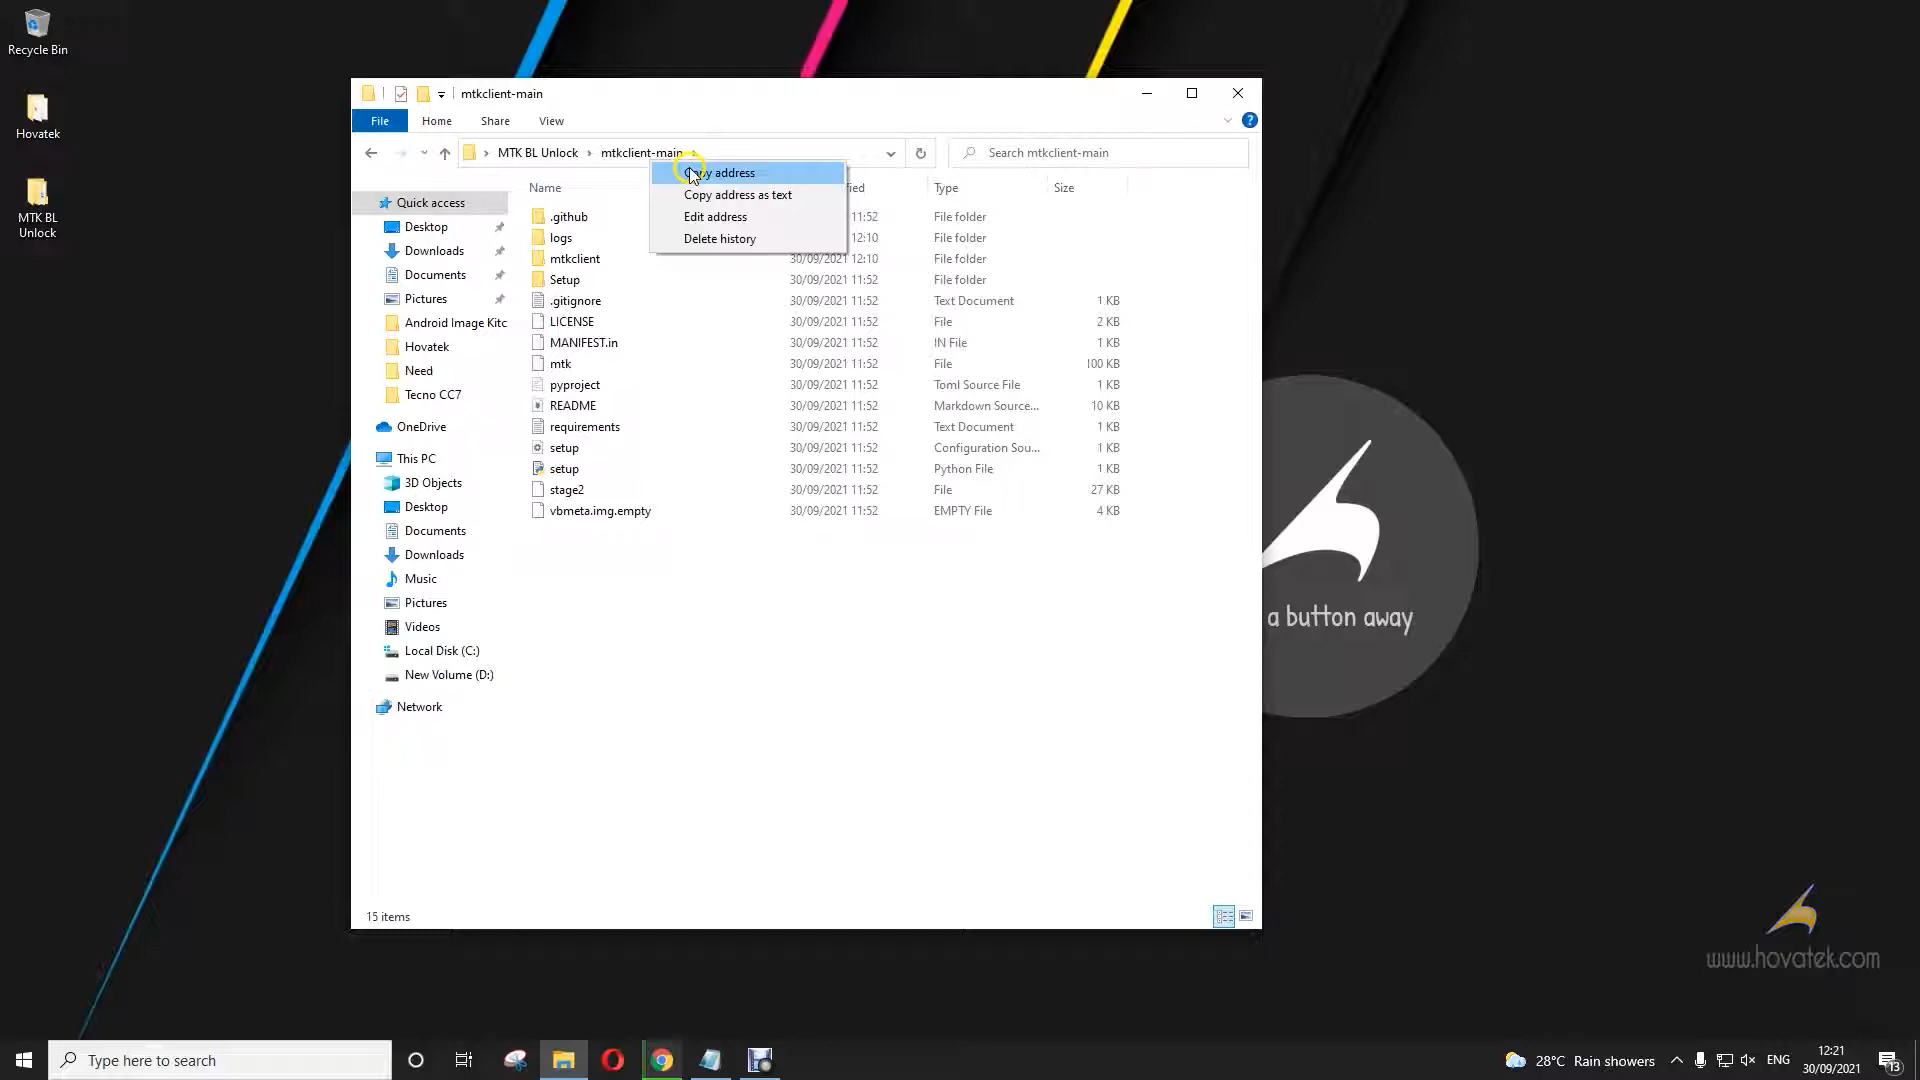 Recycle Bin
Hovatek
MTK BL
Unlock
mtkclient-main
File Home Share View
MTK BL Unlock mtkclient-main
Search mtkclient-main
Copy address
Copy address as text
Edit address
Delete history
Name Type Size
Quick access
Desktop
Downloads
Documents
Pictures
Android Image Kitc
Hovatek
Need
Tecno CC7
OneDrive
This PC
3D Objects
Desktop
Documents
Downloads
Music
Pictures
Videos
Local Disk (C:)
New Volume (D:)
Network
.github 11:52 File folder
logs 12:10 File folder
mtkclient 30/09/2021 12:10 File folder
Setup 30/09/2021 11:52 File folder
.gitignore 30/09/2021 11:52 Text Document 1 KB
LICENSE 30/09/2021 11:52 File 2 KB
MANIFEST.in 30/09/2021 11:52 IN File 1 KB
mtk 30/09/2021 11:52 File 100 KB
pyproject 30/09/2021 11:52 Toml Source File 1 KB
README 30/09/2021 11:52 Markdown Source... 10 KB
requirements 30/09/2021 11:52 Text Document 1 KB
setup 30/09/2021 11:52 Configuration Sou... 1 KB
setup 30/09/2021 11:52 Python File 1 KB
stage2 30/09/2021 11:52 File 27 KB
vbmeta.img.empty 30/09/2021 11:52 EMPTY File 4 KB
15 items
a button away
www.hovatek.com
Type here to search
28°C Rain showers
ENG
12:21
30/09/2021
13